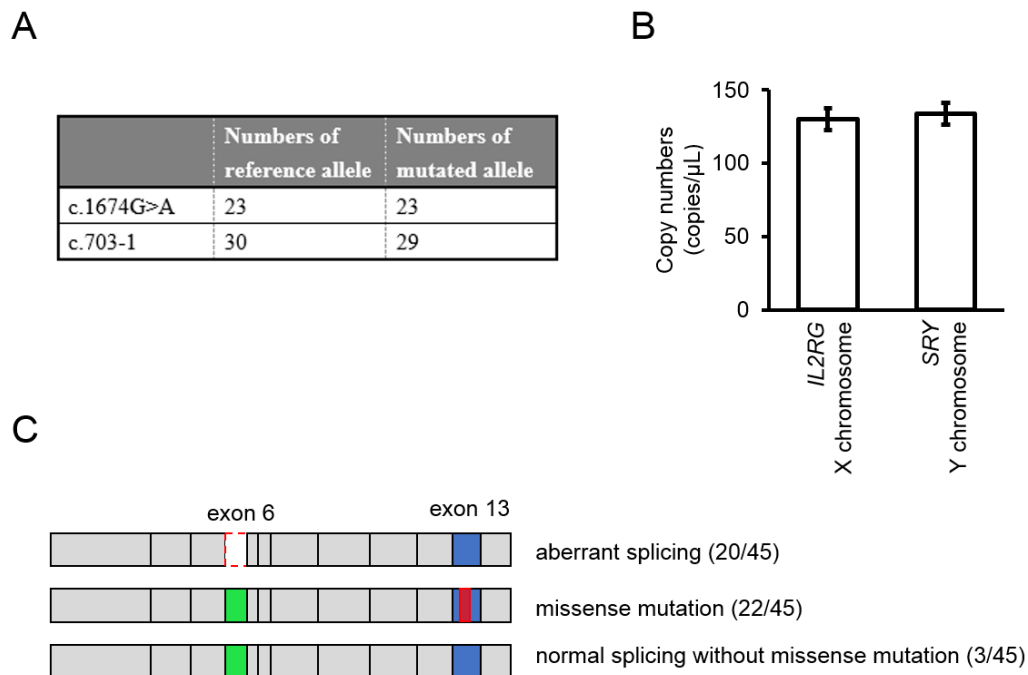 A
Numbers of reference allele
Numbers of mutated allele
c.1674G>A 23 23
c.703-1 30 29
B
Copy numbers
(copies/μL)
150
100
50
0
IL2RG
X chromosome
SRY
Y chromosome
C
exon 6
exon 13
aberrant splicing (20/45)
missense mutation (22/45)
normal splicing without missense mutation (3/45)